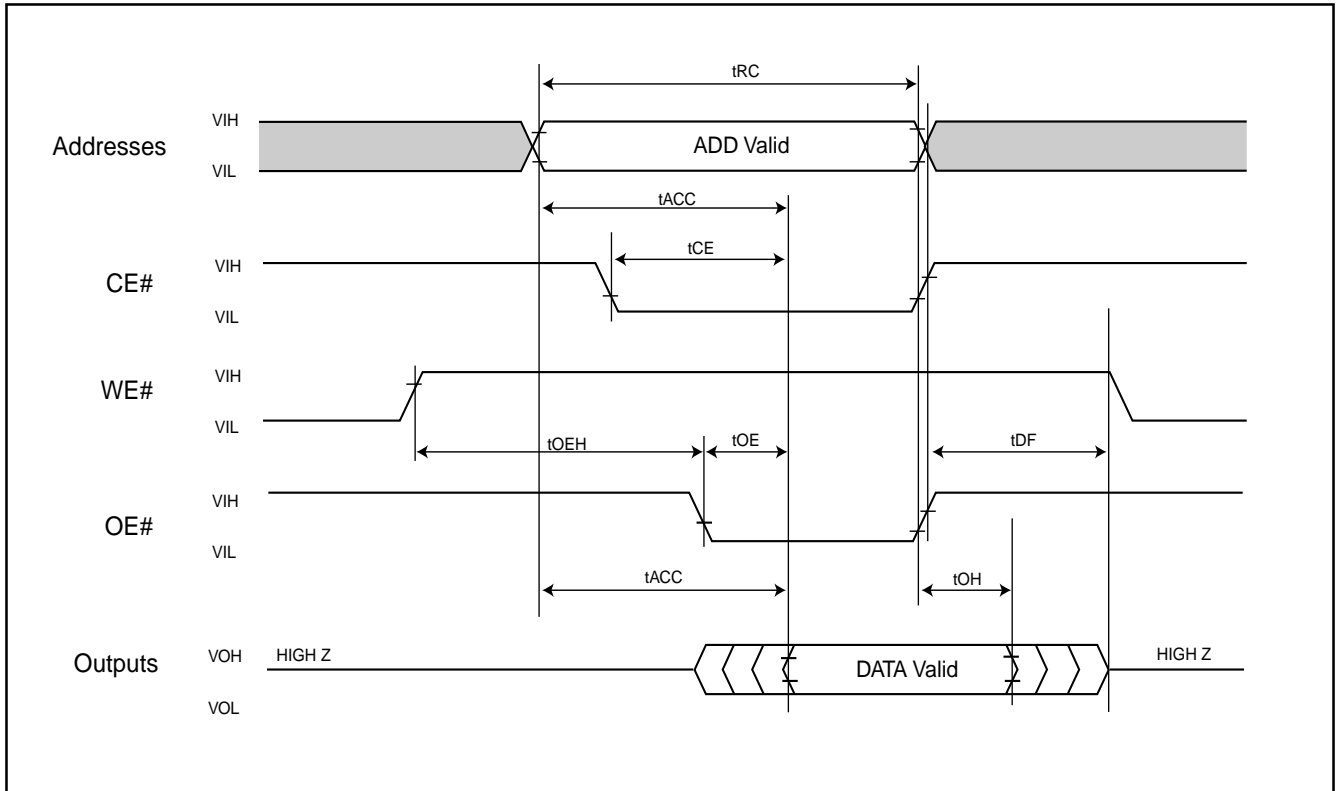 tRC
VIH
Addresses
ADD Valid
VIL
tACC
tCE
VIH
CE#
VIL
VIH
WE#
VIL
tOEH
tOE
tDF
VIH
OE#
VIL
tACC
tOH
Outputs
VOH
HIGH Z
DATA Valid
HIGH Z
VOL